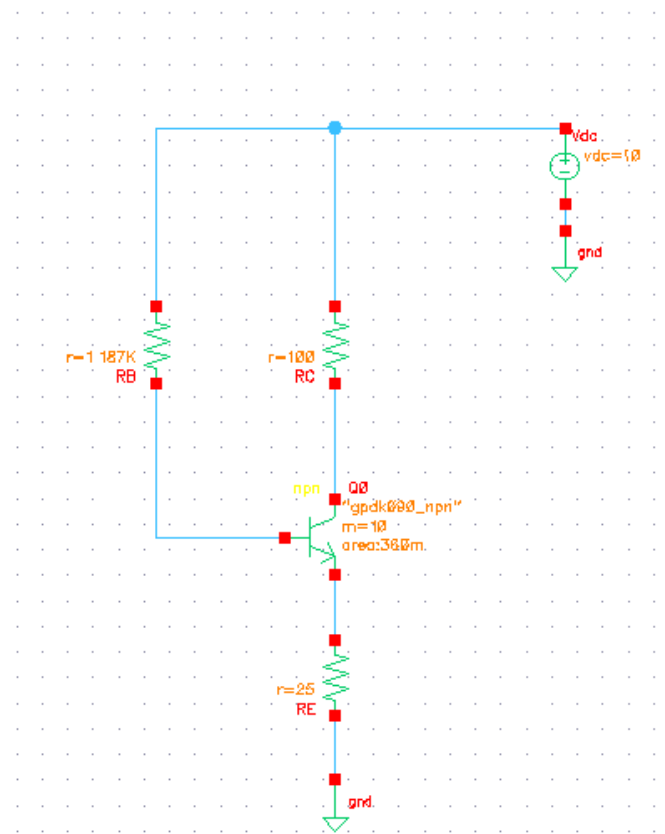 Vdc
vdc=10
gnd
r=1.187K
RB
r=100
RC
npn
Q0
"gpdk090_npn"
m=10
area:360m
r=25
RE
gnd